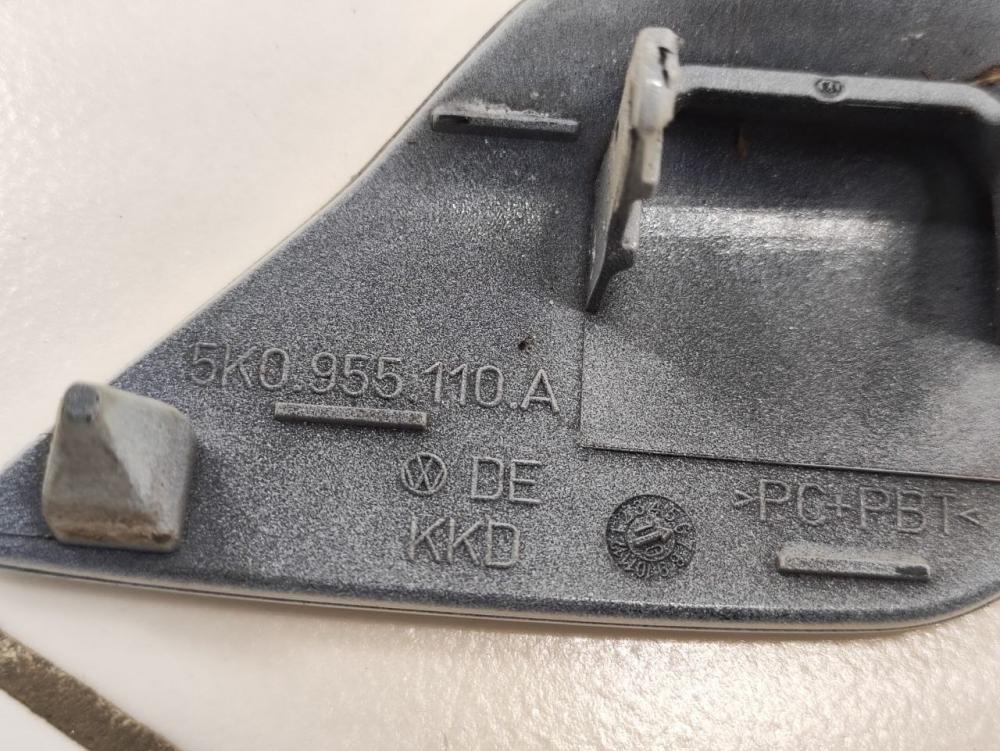 5K0.955.110.A
DE
KKD
>PC+PBT<